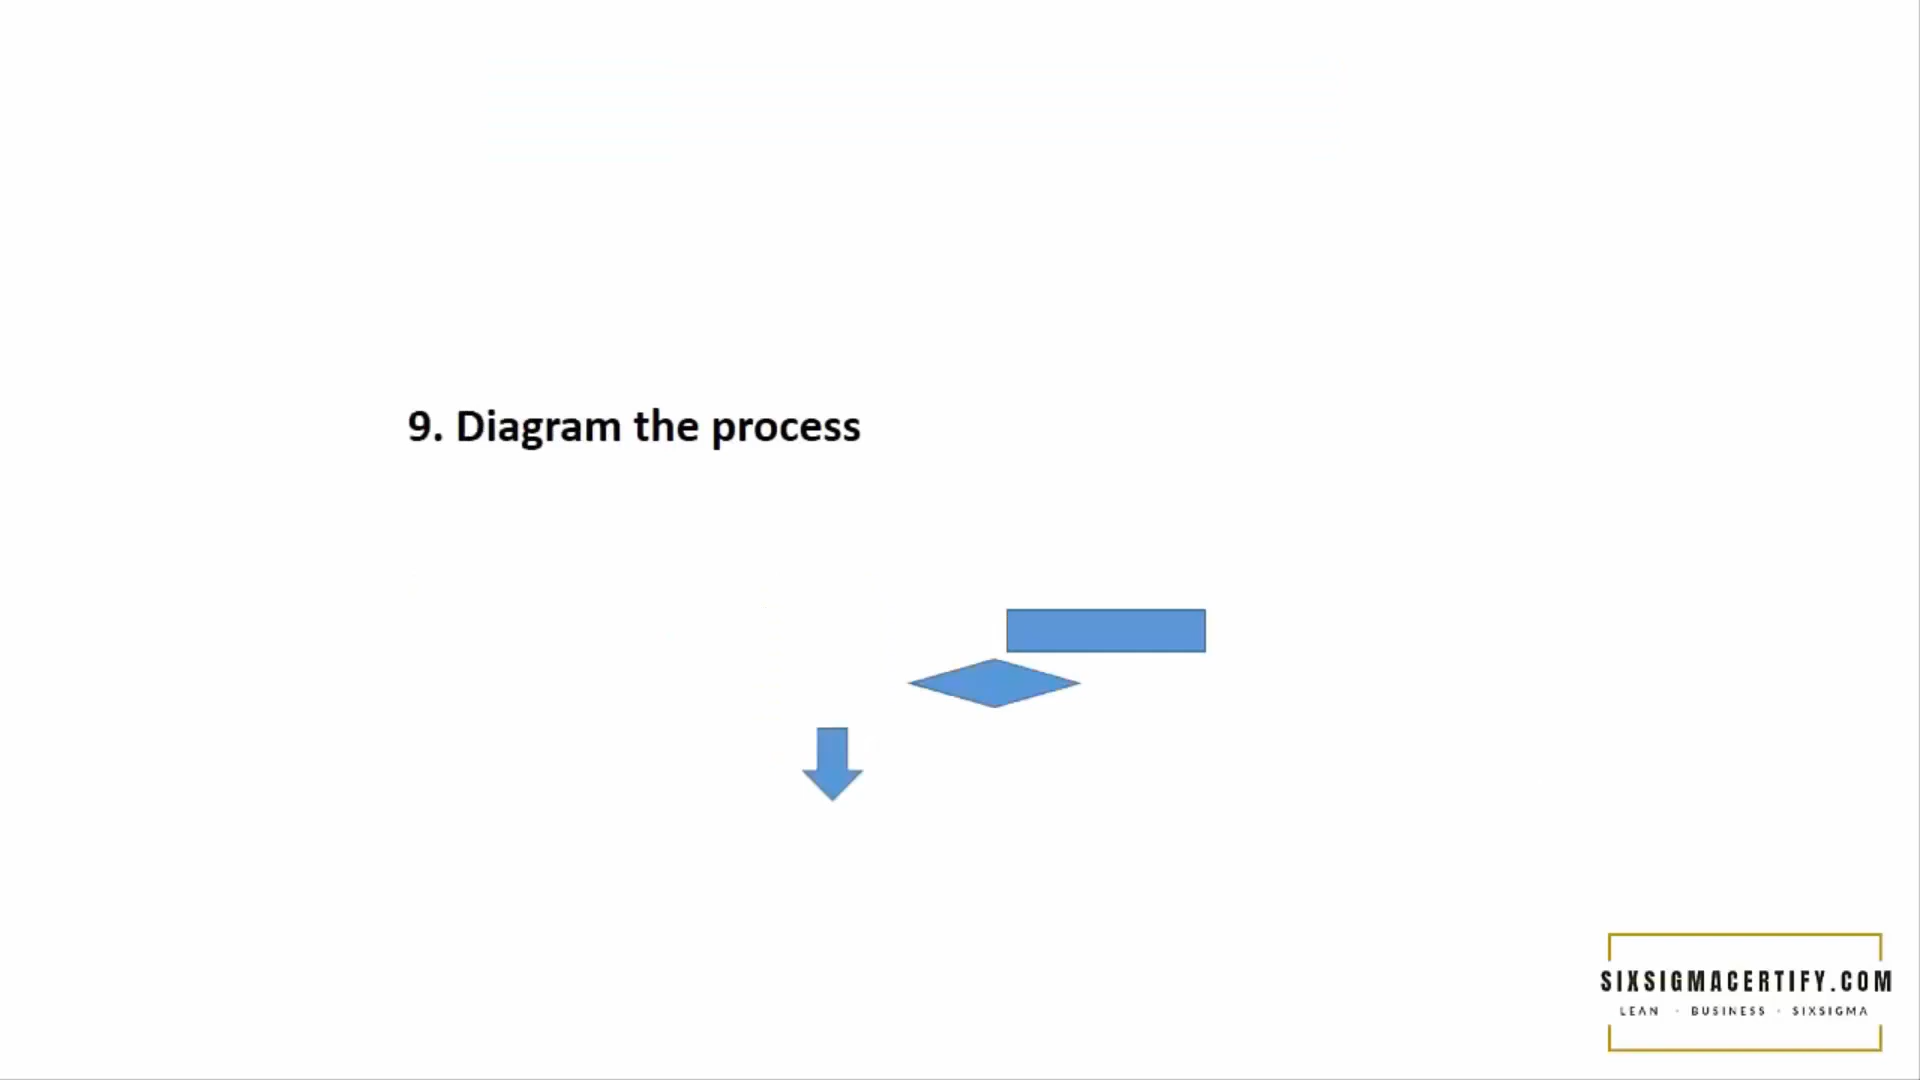 9. Diagram the process
SIXSIGMACERTIFY.COM
LEAN · BUSINESS · SIXSIGMA